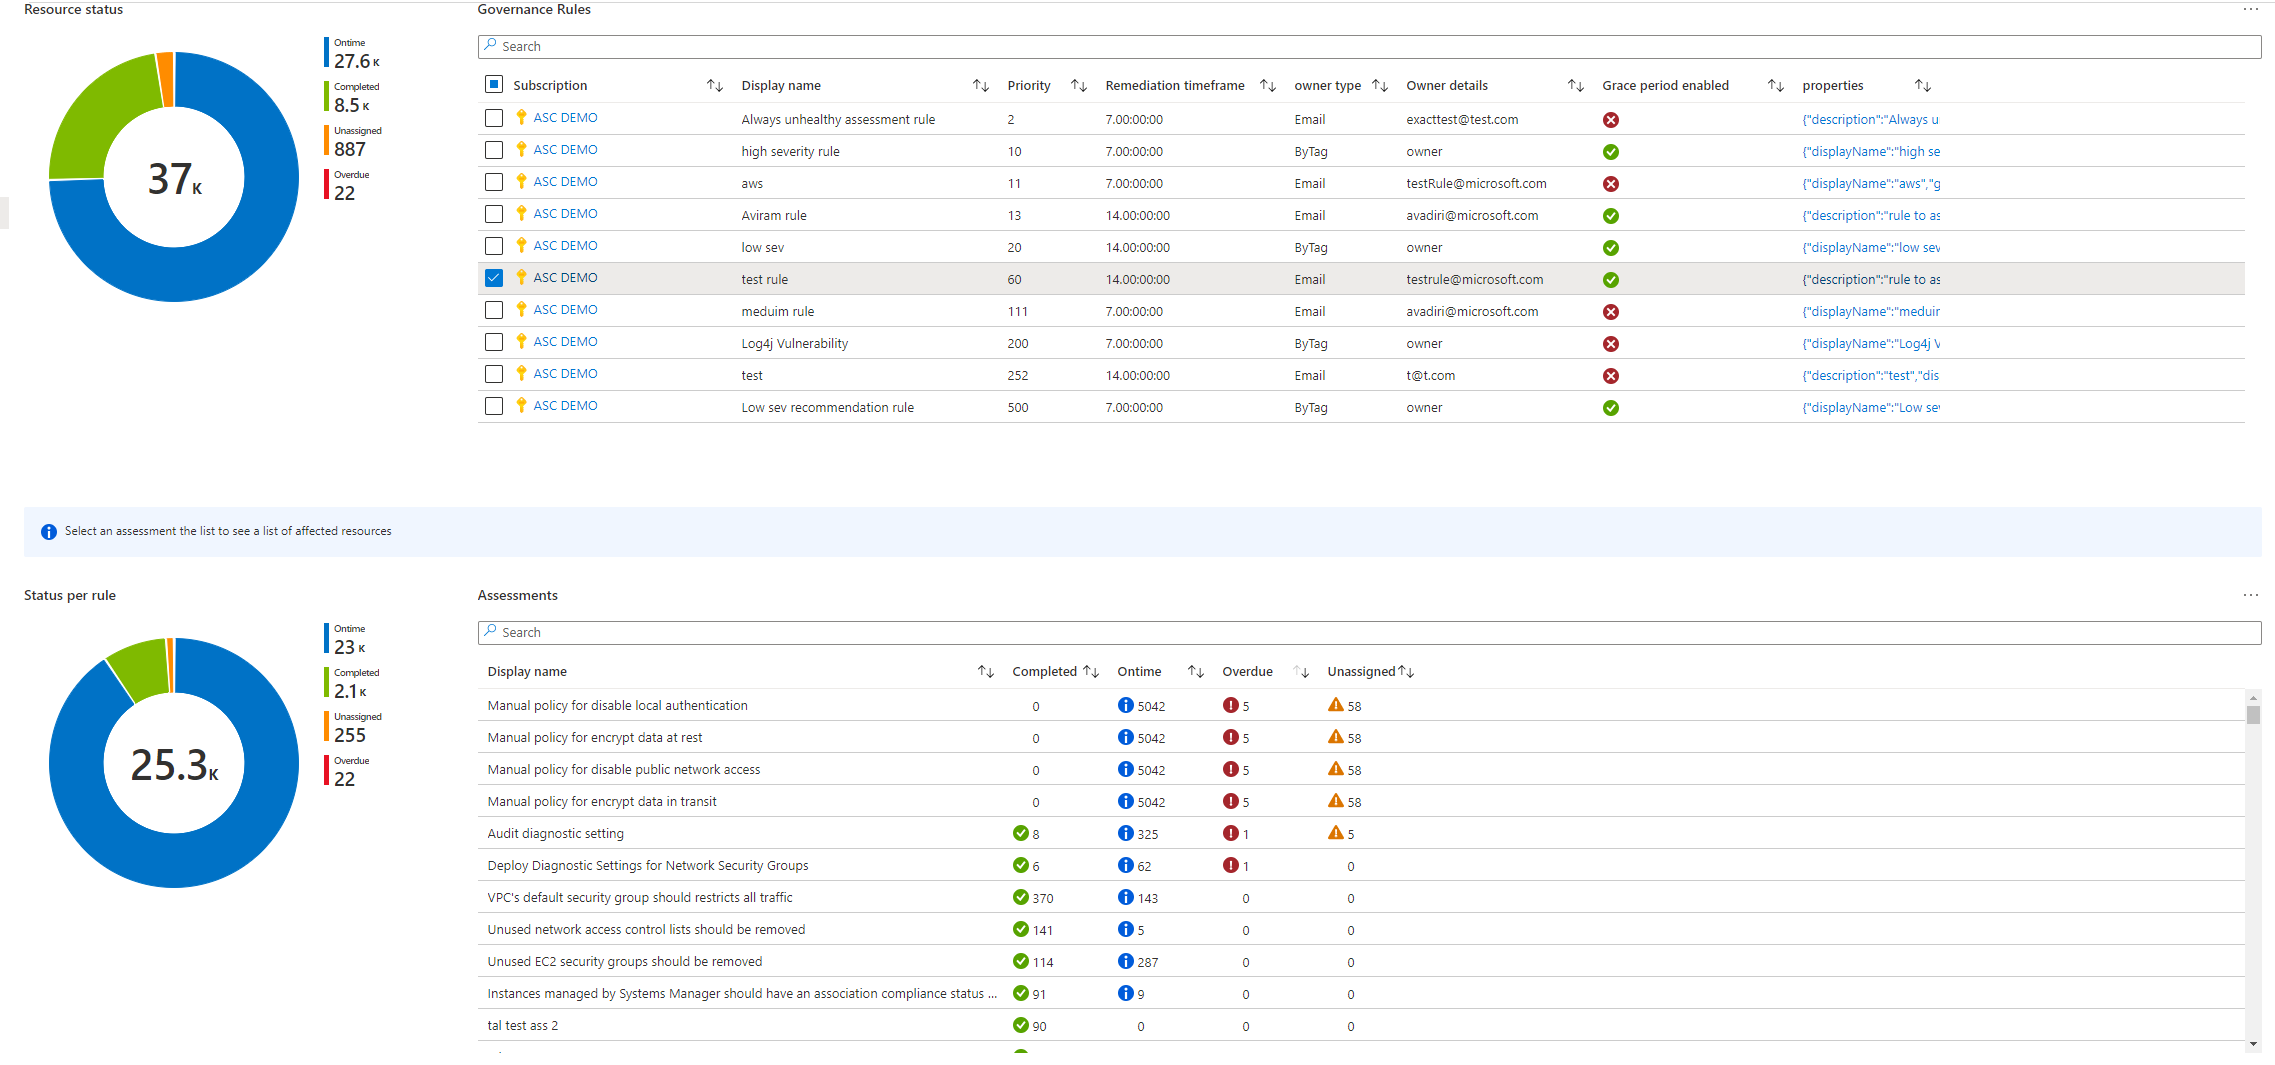 Resource status
Ontime
27.6 K
Completed
8.5 K
Unassigned
887
Overdue
22
37 K
Governance Rules
...
Search
Subscription Display name Priority Remediation timeframe owner type Owner details Grace period enabled properties
ASC DEMO Always unhealthy assessment rule 2 7.00:00:00 Email exacttest@test.com {"description":"Always u
ASC DEMO high severity rule 10 7.00:00:00 ByTag owner {"displayName":"high se
ASC DEMO aws 11 7.00:00:00 Email testRule@microsoft.com {"displayName":"aws","g
ASC DEMO Aviram rule 13 14.00:00:00 Email avadiri@microsoft.com {"description":"rule to as
ASC DEMO low sev 20 14.00:00:00 ByTag owner {"displayName":"low sev
ASC DEMO test rule 60 14.00:00:00 Email testrule@microsoft.com {"description":"rule to as
ASC DEMO meduim rule 111 7.00:00:00 Email avadiri@microsoft.com {"displayName":"meduin
ASC DEMO Log4j Vulnerability 200 7.00:00:00 ByTag owner {"displayName":"Log4j V
ASC DEMO test 252 14.00:00:00 Email t@t.com {"description":"test","dis
ASC DEMO Low sev recommendation rule 500 7.00:00:00 ByTag owner {"displayName":"Low sev
Select an assessment the list to see a list of affected resources
Status per rule
Ontime
23 K
Completed
2.1 K
Unassigned
255
Overdue
22
25.3 K
Assessments
...
Search
Display name Completed Ontime Overdue Unassigned
Manual policy for disable local authentication 0 5042 5 58
Manual policy for encrypt data at rest 0 5042 5 58
Manual policy for disable public network access 0 5042 5 58
Manual policy for encrypt data in transit 0 5042 5 58
Audit diagnostic setting 8 325 1 5
Deploy Diagnostic Settings for Network Security Groups 6 62 1 0
VPC's default security group should restricts all traffic 370 143 0 0
Unused network access control lists should be removed 141 5 0 0
Unused EC2 security groups should be removed 114 287 0 0
Instances managed by Systems Manager should have an association compliance status ... 91 9 0 0
tal test ass 2 90 0 0 0